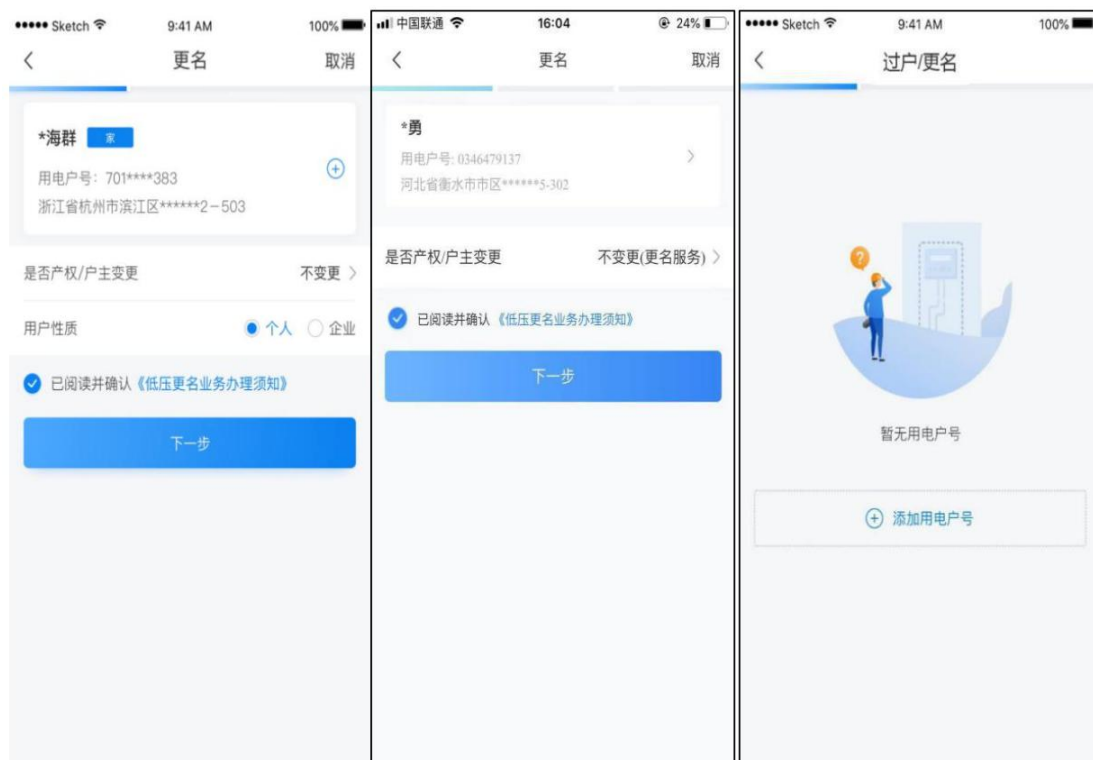 Sketch
9:41 AM
100%
更名
取消
*海群
家
用电户号：701****383
浙江省杭州市滨江区******2－503
是否产权/户主变更
不变更
用户性质
个人
企业
已阅读并确认《低压更名业务办理须知》
下一步
中国联通
16:04
24%
更名
取消
*勇
用电户号: 0346479137
河北省衡水市市区******5-302
是否产权/户主变更
不变更(更名服务)
已阅读并确认 《低压更名业务办理须知》
下一步
Sketch
9:41 AM
100%
过户/更名
?
暂无用电户号
添加用电户号